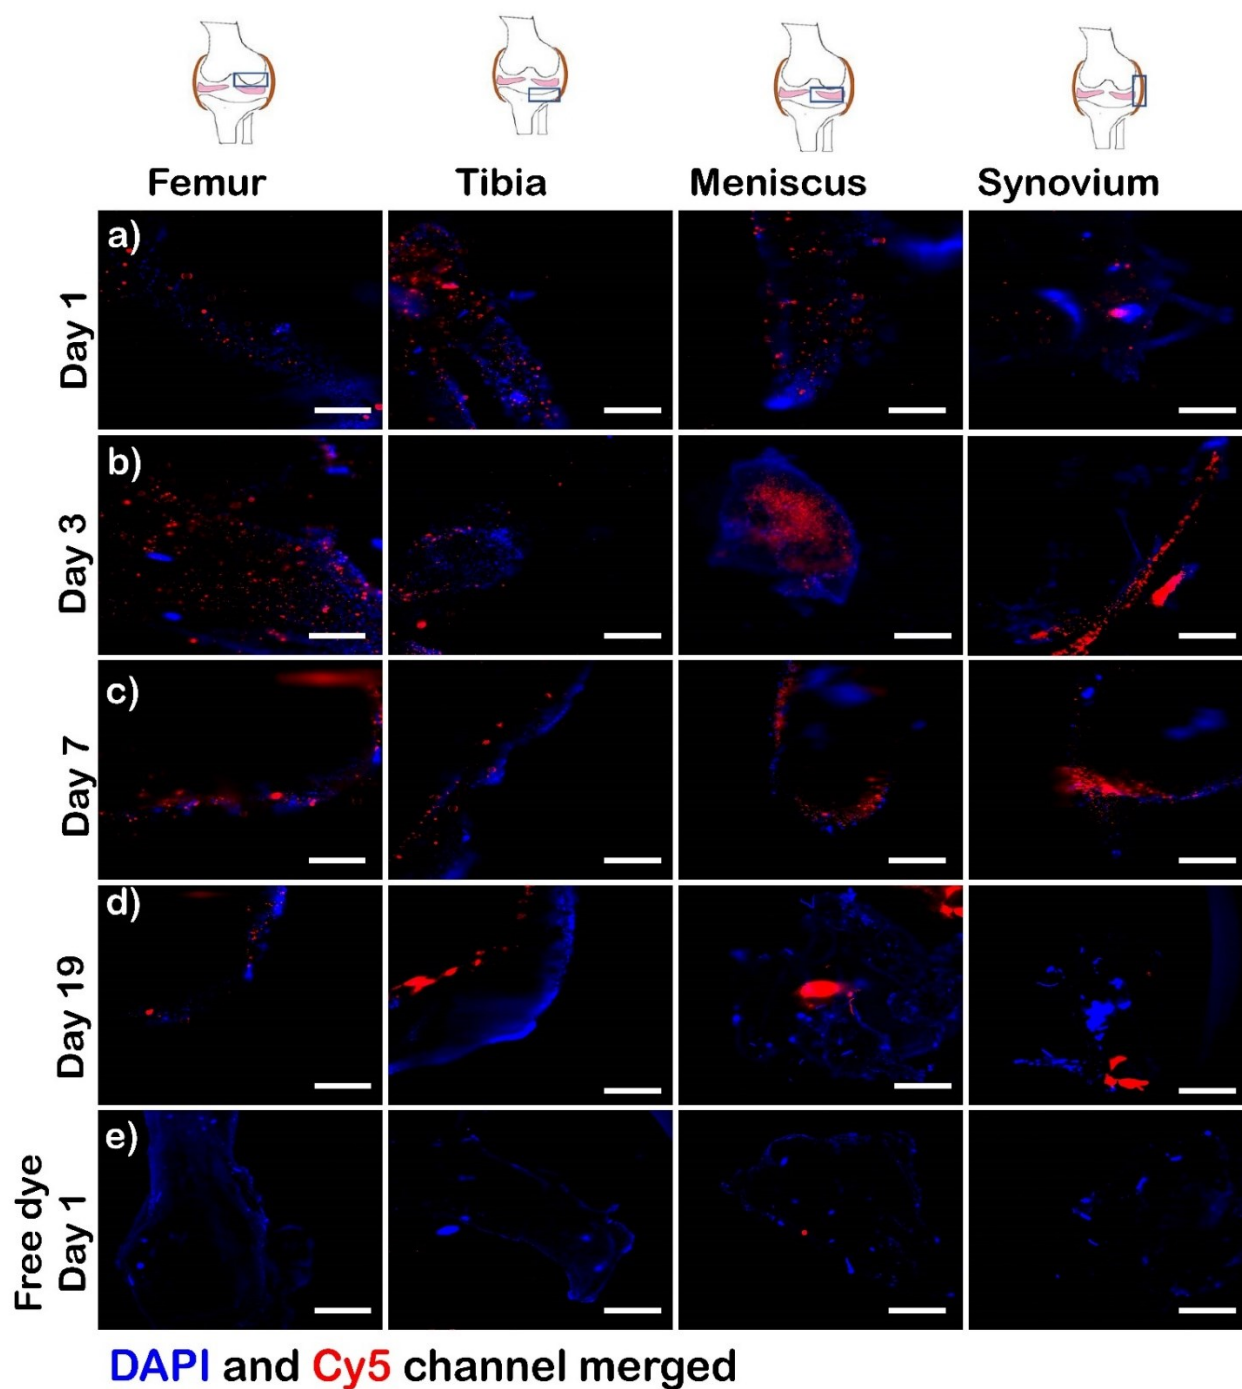 Femur Tibia Meniscus Synovium
a)
Day 1
b)
Day 3
c)
Day 7
d)
Day 19
e)
Free dye
Day 1
DAPI and Cy5 channel merged